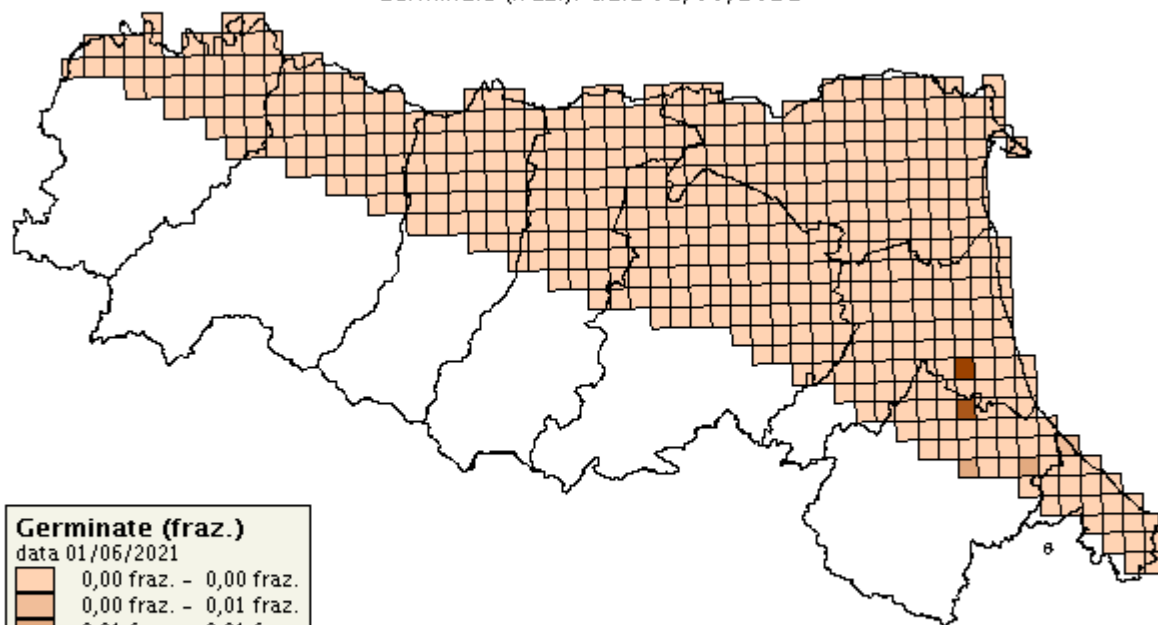 Germinate (fraz.)
data 01/06/2021
0,00 fraz. - 0,00 fraz.
0,00 fraz. - 0,01 fraz.